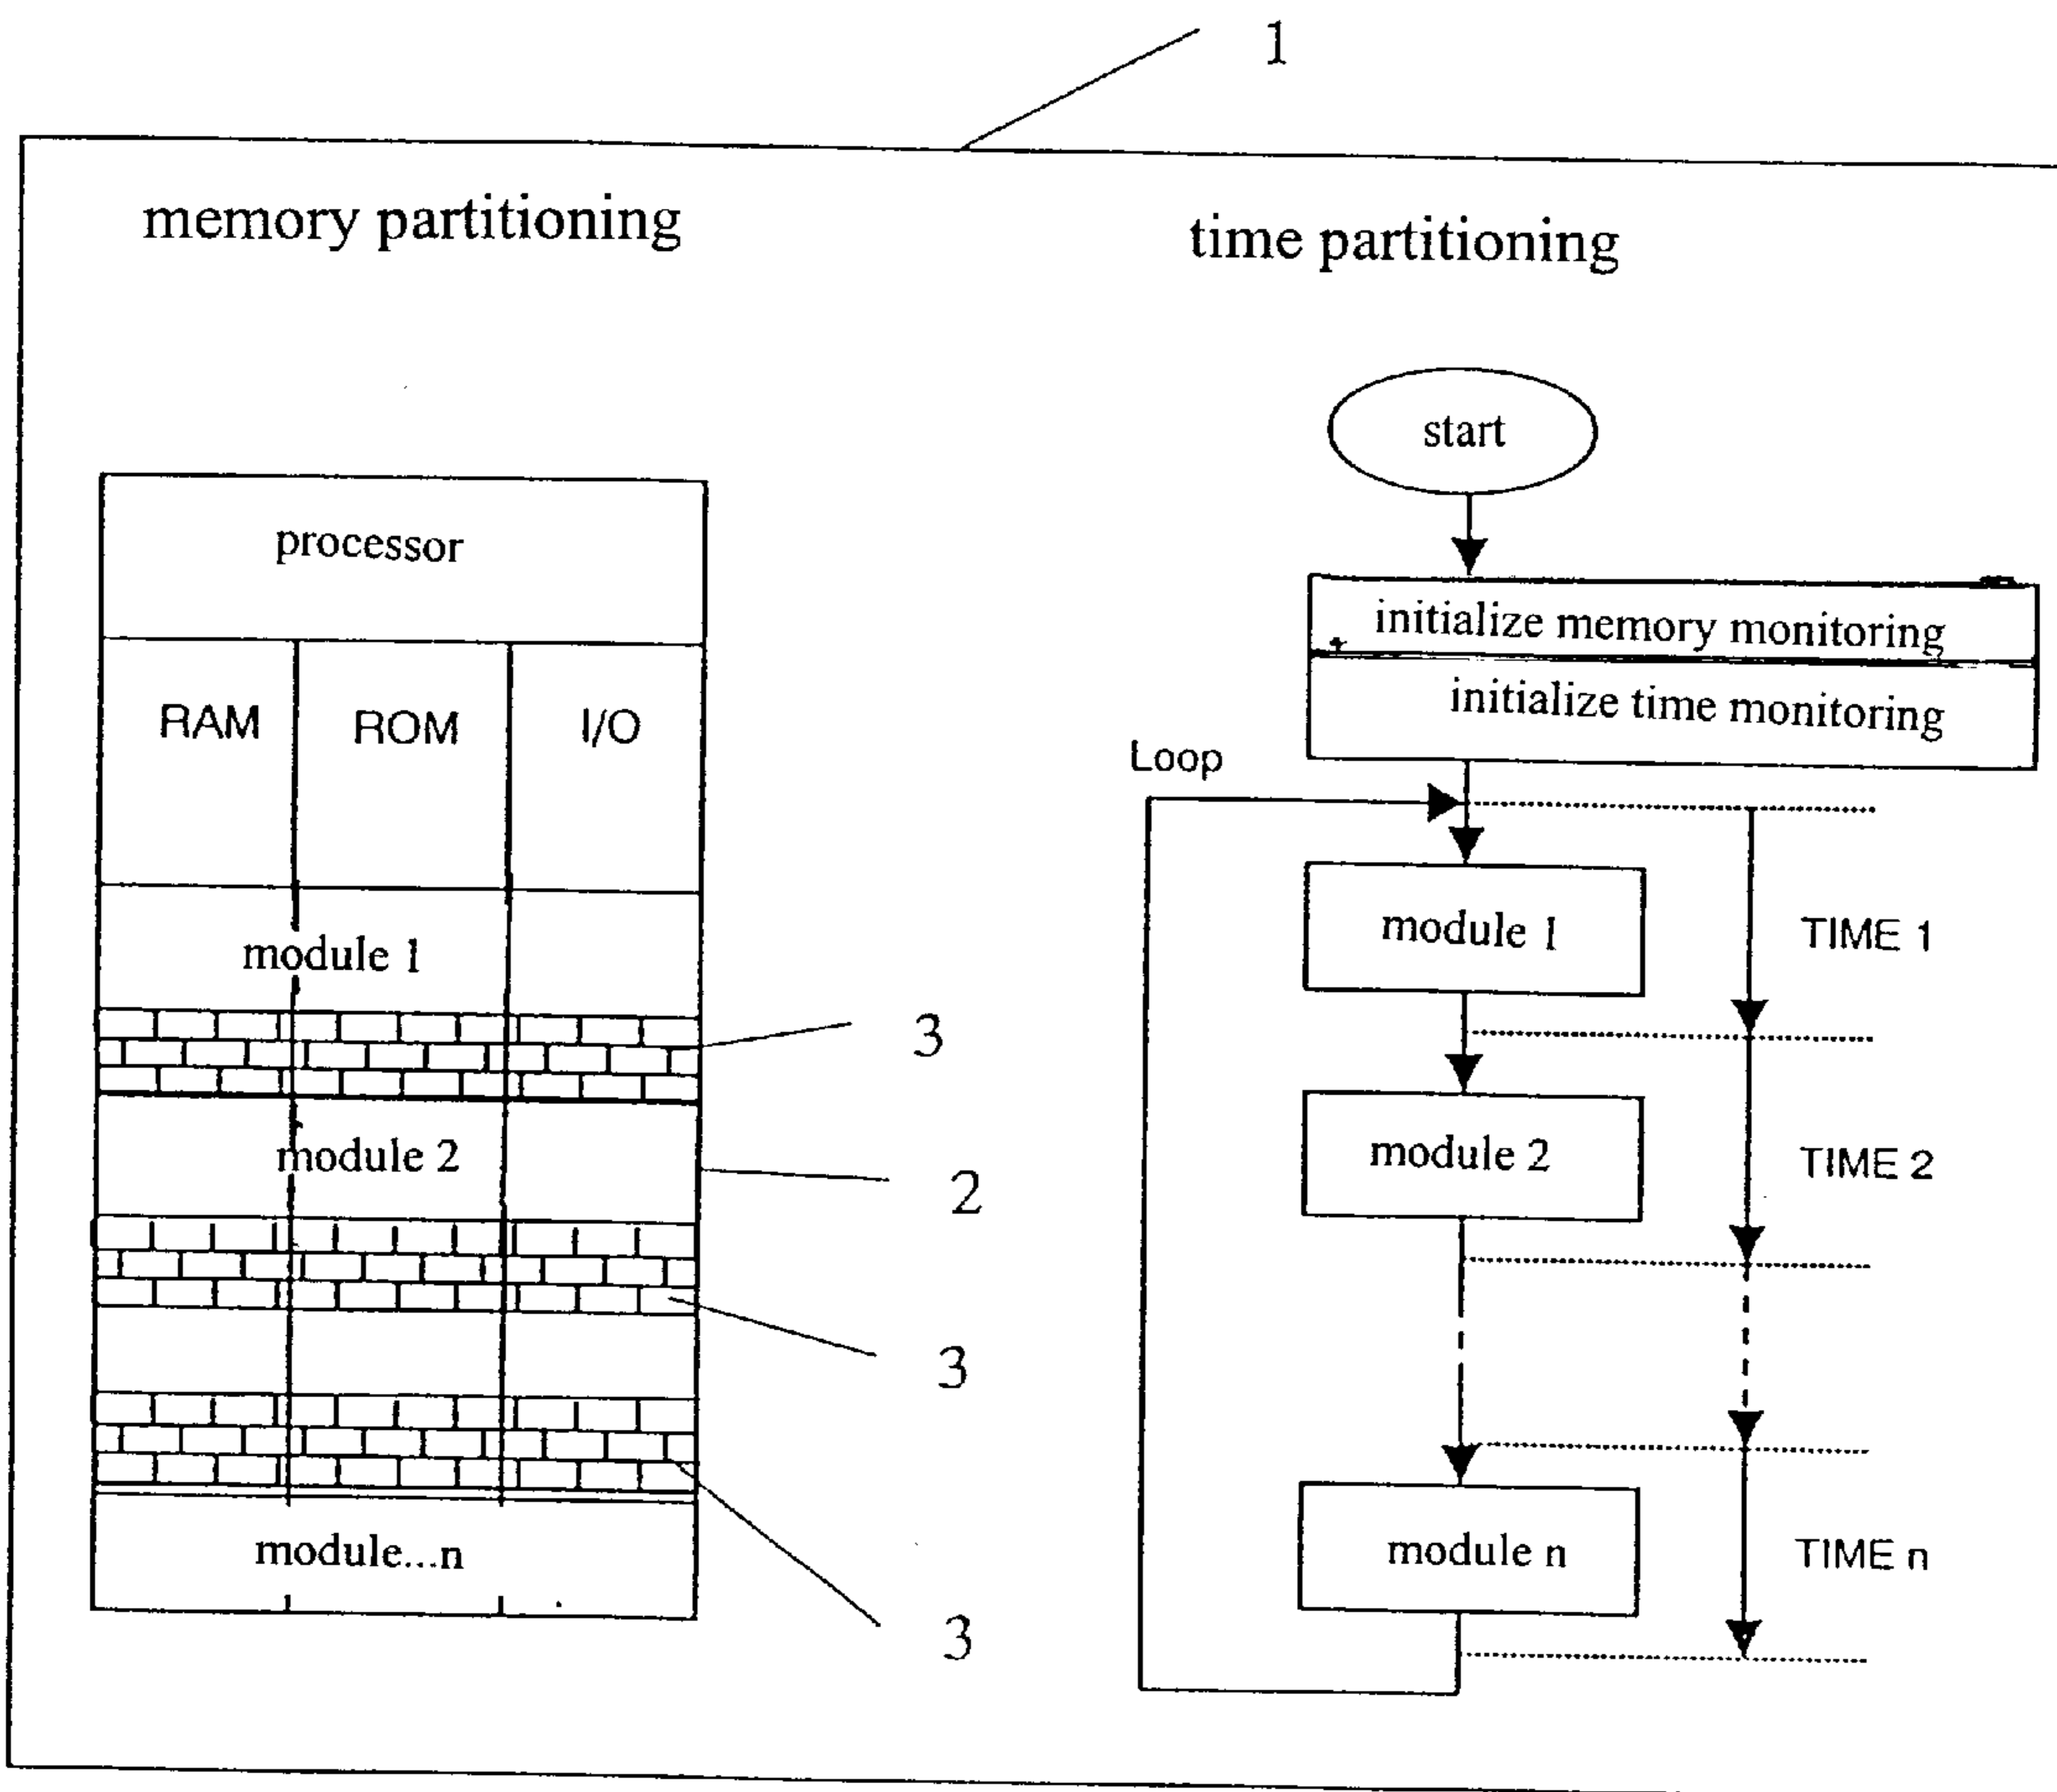 1
memory partitioning
time partitioning
start
processor
initialize memory monitoring
initialize time monitoring
RAM
ROM
I/O
Loop
module 1
module 1
TIME 1
3
module 2
module 2
TIME 2
2
3
module...n
module n
TIME n
3